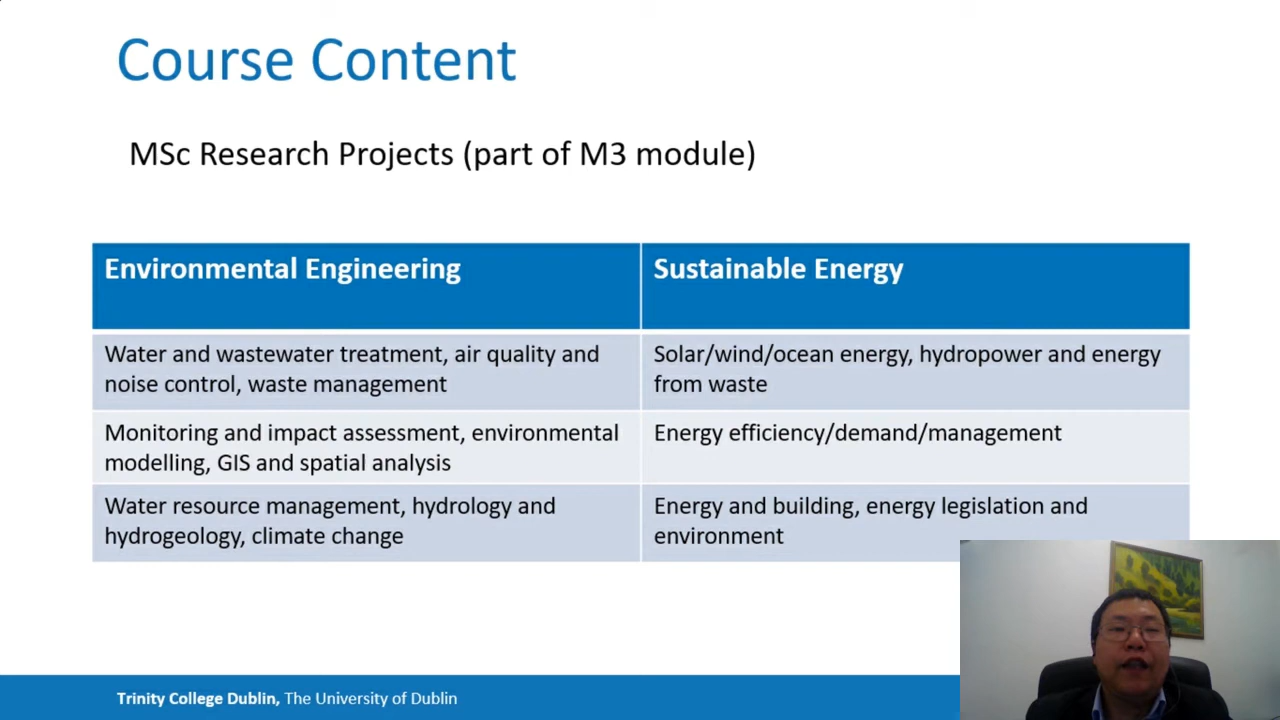 Course Content
MSc Research Projects (part of M3 module)
Environmental Engineering
Sustainable Energy
Water and wastewater treatment, air quality and
noise control, waste management
Solar/wind/ocean energy, hydropower and energy
from waste
Monitoring and impact assessment, environmental
modelling, GIS and spatial analysis
Energy efficiency/demand/management
Water resource management, hydrology and
hydrogeology, climate change
Energy and building, energy legislation and
environment
Trinity College Dublin, The University of Dublin